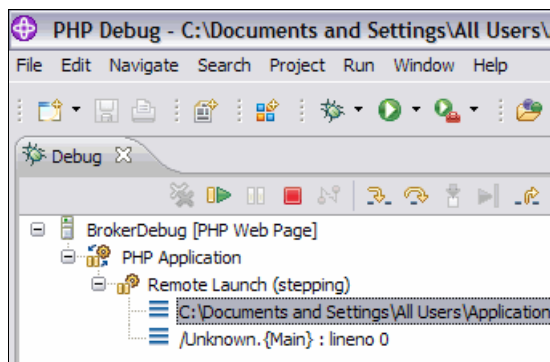 PHP Debug - C:\Documents and Settings\All Users\
File Edit Navigate Search Project Run Window Help
Debug
BrokerDebug [PHP Web Page]
PHP Application
Remote Launch (stepping)
C:\Documents and Settings\All Users\Application
/Unknown.{Main} : lineno 0